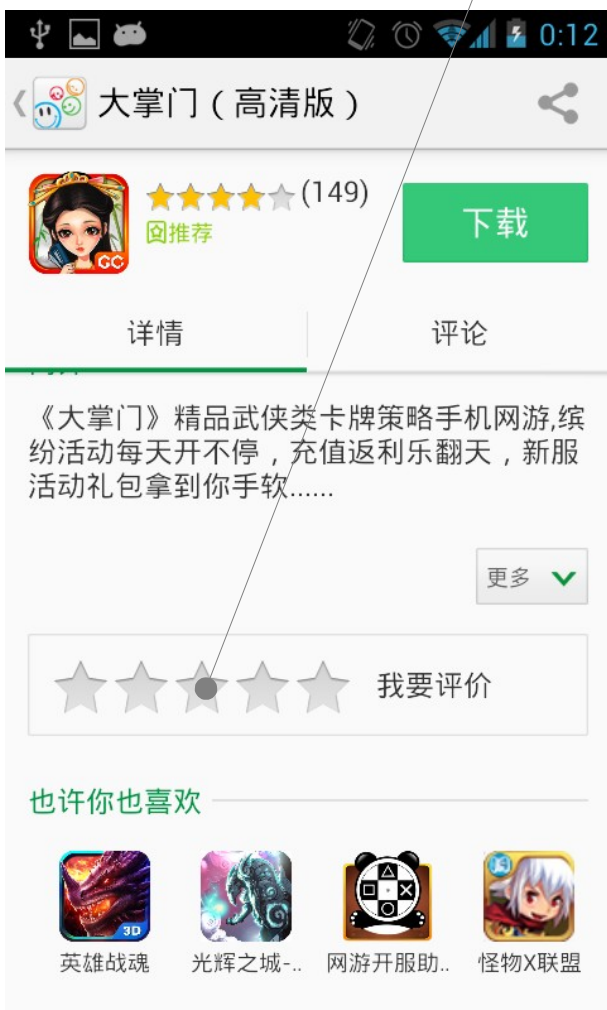 0:12
大掌门（高清版）
(149)
推荐
下载
GC
详情
评论
《大掌门》精品武侠类卡牌策略手机网游,缤
纷活动每天开不停，充值返利乐翻天，新服
活动礼包拿到你手软......
更多
我要评价
也许你也喜欢
3D
英雄战魂
光辉之城-..
网游开服助..
怪物X联盟